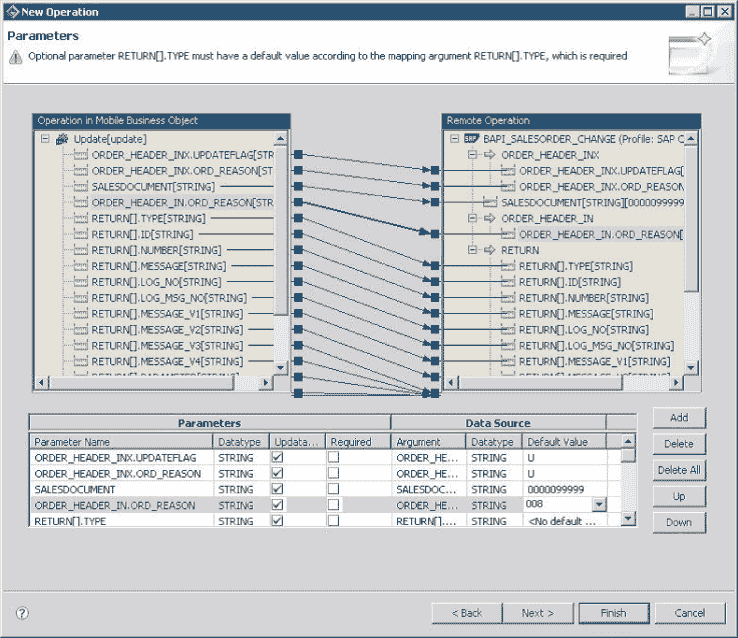 New Operation
Parameters
Optional parameter RETURN[].TYPE must have a default value according to the mapping argument RETURN[].TYPE, which is required
Operation in Mobile Business Object
Update[update]
ORDER_HEADER_INX.UPDATEFLAG[STR
ORDER_HEADER_INX.ORD_REASON[ST
SALESDOCUMENT[STRING]
ORDER_HEADER_IN.ORD_REASON[STR
RETURN[].TYPE[STRING]
RETURN[].ID[STRING]
RETURN[].NUMBER[STRING]
RETURN[].MESSAGE[STRING]
RETURN[].LOG_NO[STRING]
RETURN[].LOG_MSG_NO[STRING]
RETURN[].MESSAGE_V1[STRING]
RETURN[].MESSAGE_V2[STRING]
RETURN[].MESSAGE_V3[STRING]
RETURN[].MESSAGE_V4[STRING]
Remote Operation
SAP BAPI_SALESORDER_CHANGE (Profile: SAP C
ORDER_HEADER_INX
ORDER_HEADER_INX.UPDATEFLAG[
ORDER_HEADER_INX.ORD_REASON
SALESDOCUMENT[STRING][0000099999
ORDER_HEADER_IN
ORDER_HEADER_IN.ORD_REASON[
RETURN
RETURN[].TYPE[STRING]
RETURN[].ID[STRING]
RETURN[].NUMBER[STRING]
RETURN[].MESSAGE[STRING]
RETURN[].LOG_NO[STRING]
RETURN[].LOG_MSG_NO[STRING]
RETURN[].MESSAGE_V1[STRING]
Parameters Data Source
Parameter Name Datatype Updata... Required Argument Datatype Default Value
ORDER_HEADER_INX.UPDATEFLAG STRING ORDER_HE... STRING U
ORDER_HEADER_INX.ORD_REASON STRING ORDER_HE... STRING U
SALESDOCUMENT STRING SALESDOC... STRING 0000099999
ORDER_HEADER_IN.ORD_REASON STRING ORDER_HE... STRING 008
RETURN[].TYPE STRING RETURN[].... STRING <No default ...
Add
Delete
Delete All
Up
Down
< Back Next > Finish Cancel